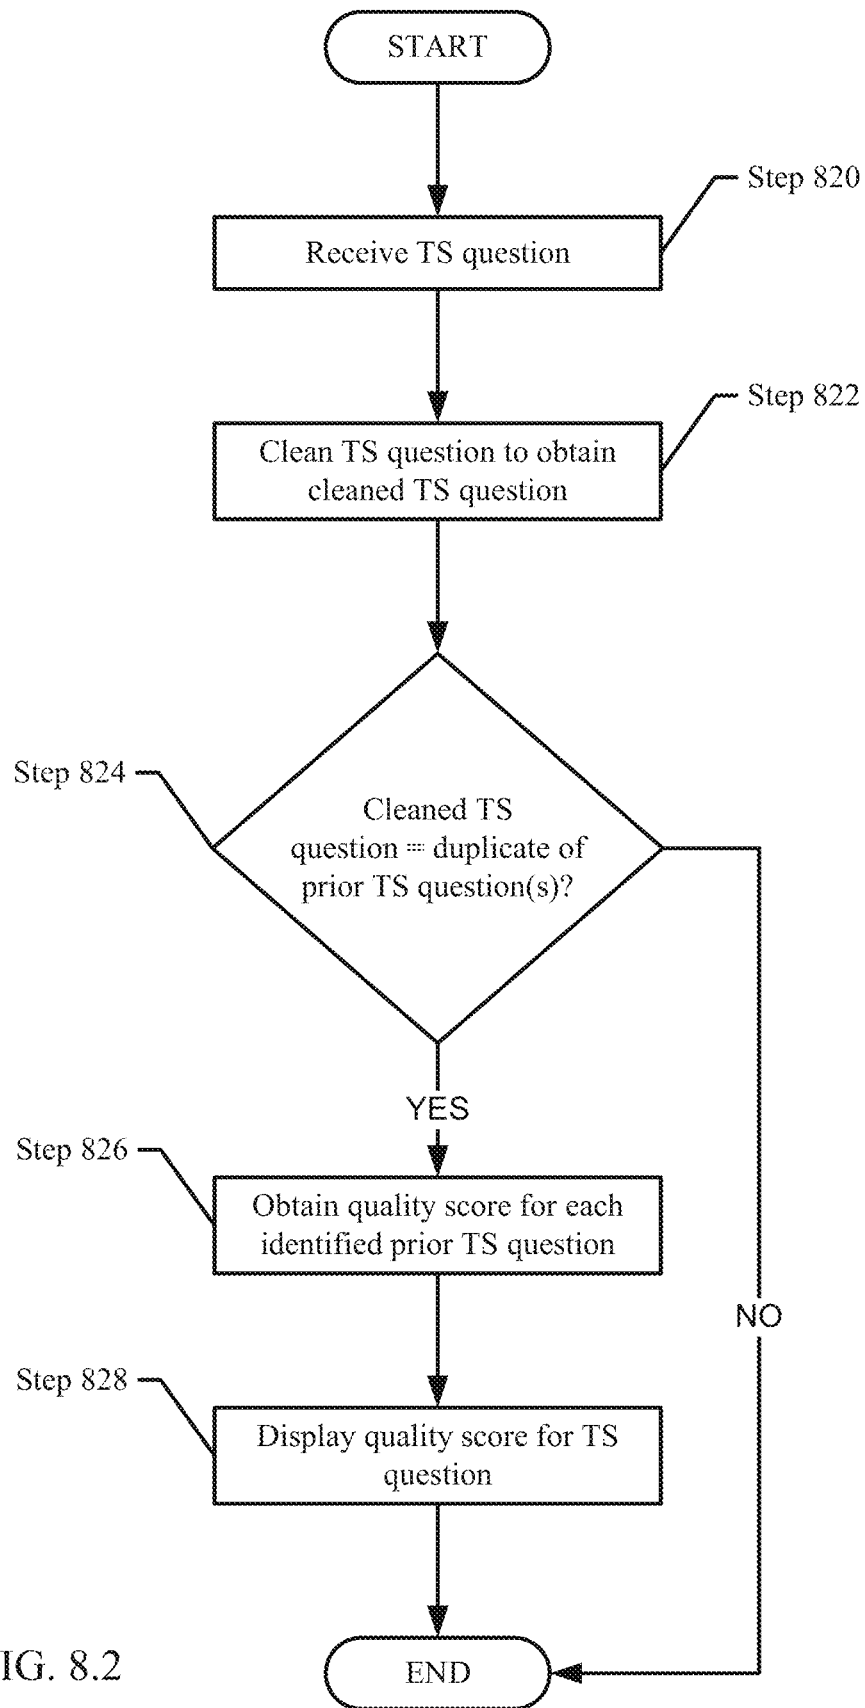 START
Step 820
Receive TS question
Step 822
Clean TS question to obtain
cleaned TS question
Step 824
Cleaned TS
question = duplicate of
prior TS question(s)?
YES
Step 826
Obtain quality score for each
identified prior TS question
NO
Step 828
Display quality score for TS
question
END
IG. 8.2